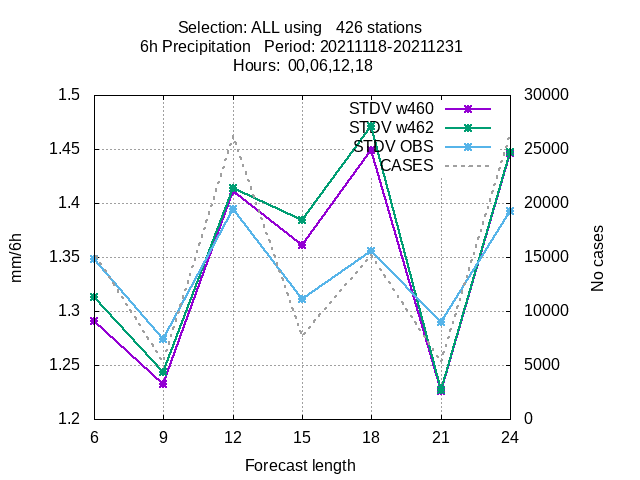 Selection: ALL using   426 stations
6h Precipitation   Period: 20211118-20211231
Hours:  00,06,12,18
1.5
30000
STDV w460
STDV w462
STDV OBS
CASES
1.45
25000
1.4
20000
1.35
15000
1.3
10000
1.25
5000
1.2
0
mm/6h
No cases
6 9 12 15 18 21 24
Forecast length